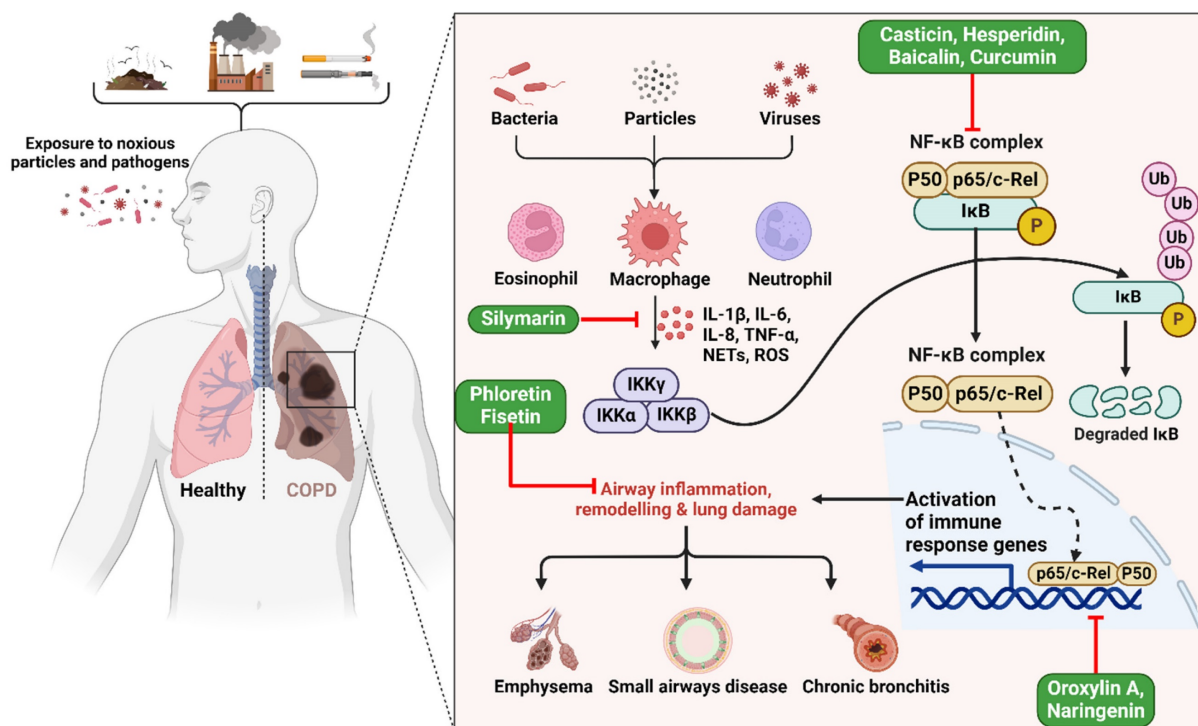 Exposure to noxious
particles and pathogens
Healthy
COPD
Bacteria
Particles
Viruses
Eosinophil
Macrophage
Neutrophil
Silymarin
IL-1β, IL-6,
IL-8, TNF-α,
NETs, ROS
Phloretin
Fisetin
IKKγ
IKKα
IKKβ
Airway inflammation,
remodelling & lung damage
Emphysema
Small airways disease
Chronic bronchitis
Casticin, Hesperidin,
Baicalin, Curcumin
NF-κB complex
P50
p65/c-Rel
IκB
P
Ub
Ub
Ub
Ub
IκB
P
Degraded IκB
NF-κB complex
P50
p65/c-Rel
Activation
of immune
response genes
p65/c-Rel
P50
Oroxylin A,
Naringenin